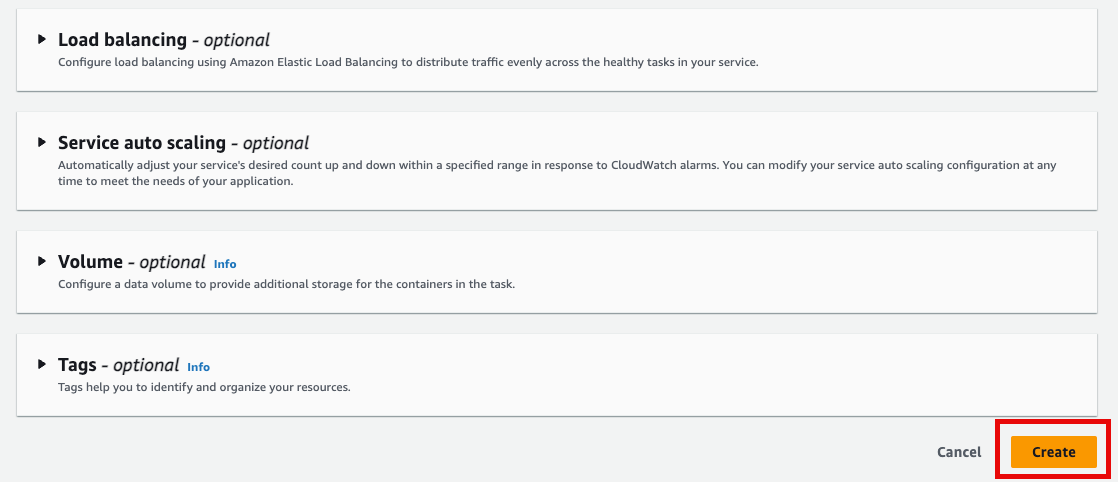 Load balancing - optional
Configure load balancing using Amazon Elastic Load Balancing to distribute traffic evenly across the healthy tasks in your service.
Service auto scaling - optional
Automatically adjust your service's desired count up and down within a specified range in response to CloudWatch alarms. You can modify your service auto scaling configuration at any
time to meet the needs of your application.
Volume - optional Info
Configure a data volume to provide additional storage for the containers in the task.
Tags - optional Info
Tags help you to identify and organize your resources.
Cancel Create